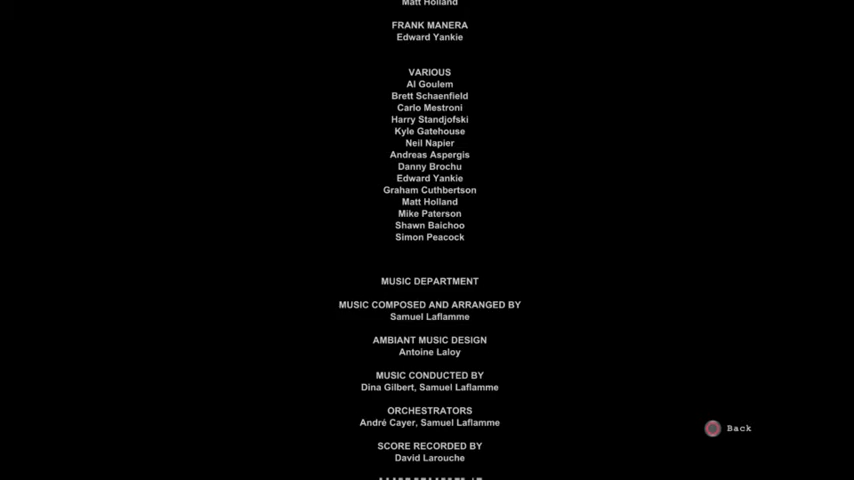 Matt Holland
FRANK MANERA
Edward Yankie
VARIOUS
Al Goulem
Brett Schaenfield
Carlo Mestroni
Harry Standjofski
Kyle Gatehouse
Neil Napier
Andreas Aspergis
Danny Brochu
Edward Yankie
Graham Cuthbertson
Matt Holland
Mike Paterson
Shawn Baichoo
Simon Peacock
MUSIC DEPARTMENT
MUSIC COMPOSED AND ARRANGED BY
Samuel Laflamme
AMBIANT MUSIC DESIGN
Antoine Laloy
MUSIC CONDUCTED BY
Dina Gilbert, Samuel Laflamme
ORCHESTRATORS
André Cayer, Samuel Laflamme
SCORE RECORDED BY
David Larouche
Back